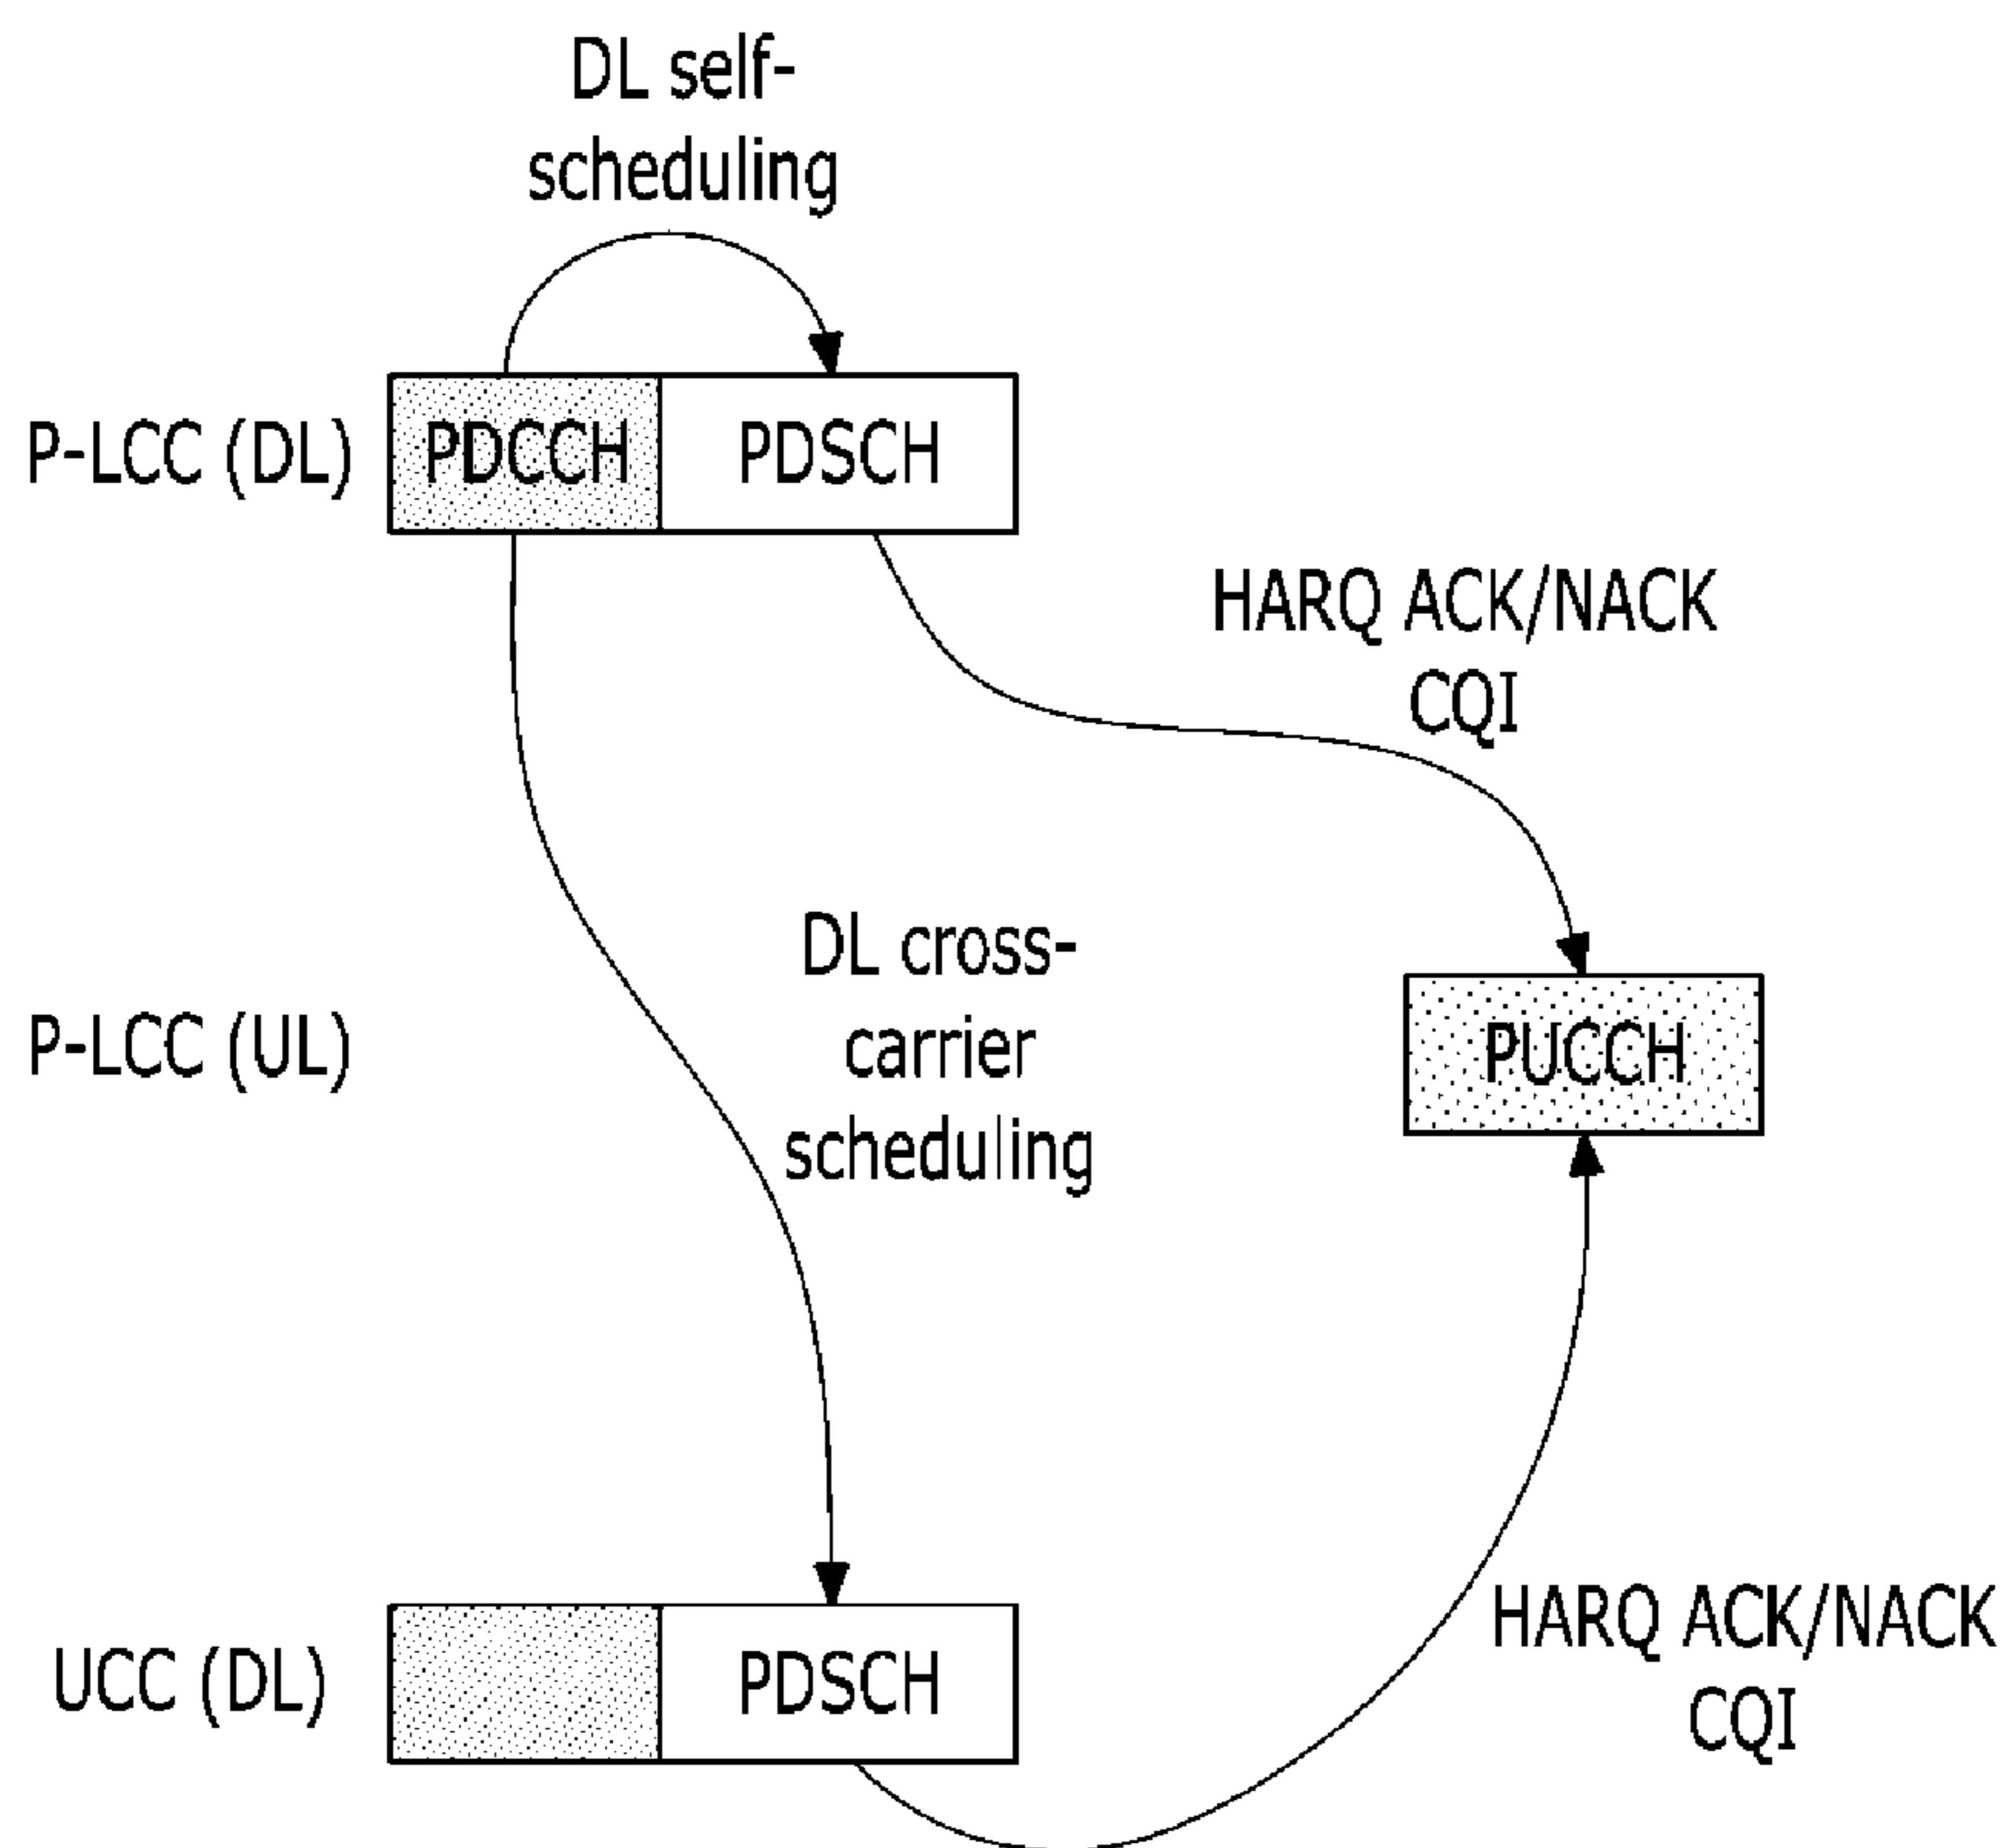 DL self-
scheduling
P-LCC (DL)
PDCCH
PDSCH
HARQ ACK/NACK
CQI
DL cross-
carrier
scheduling
P-LCC (UL)
PUCCH
UCC (DL)
PDSCH
HARQ ACK/NACK
CQI